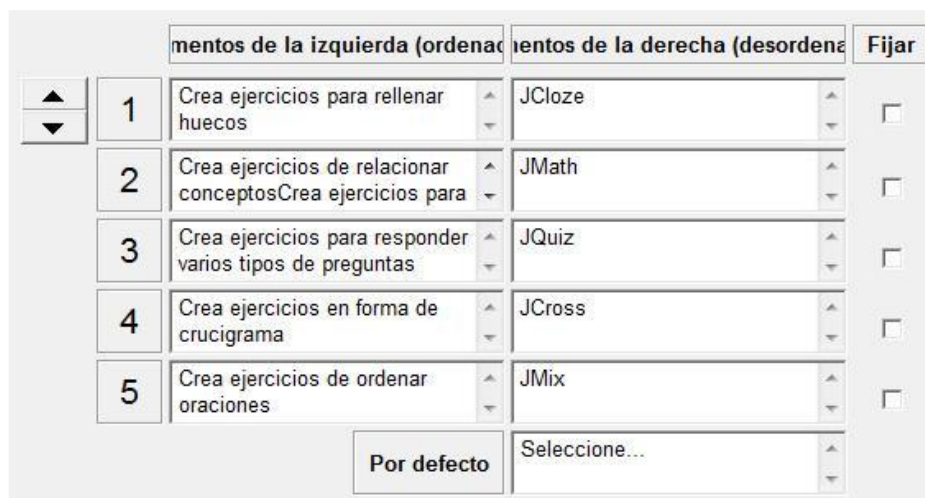 mentos de la izquierda (ordenad
entos de la derecha (desordena
Fijar
1
Crea ejercicios para rellenar
huecos
JCloze
2
Crea ejercicios de relacionar
conceptosCrea ejercicios para
JMath
3
Crea ejercicios para responder
varios tipos de preguntas
JQuiz
4
Crea ejercicios en forma de
crucigrama
JCross
5
Crea ejercicios de ordenar
oraciones
JMix
Por defecto
Seleccione...